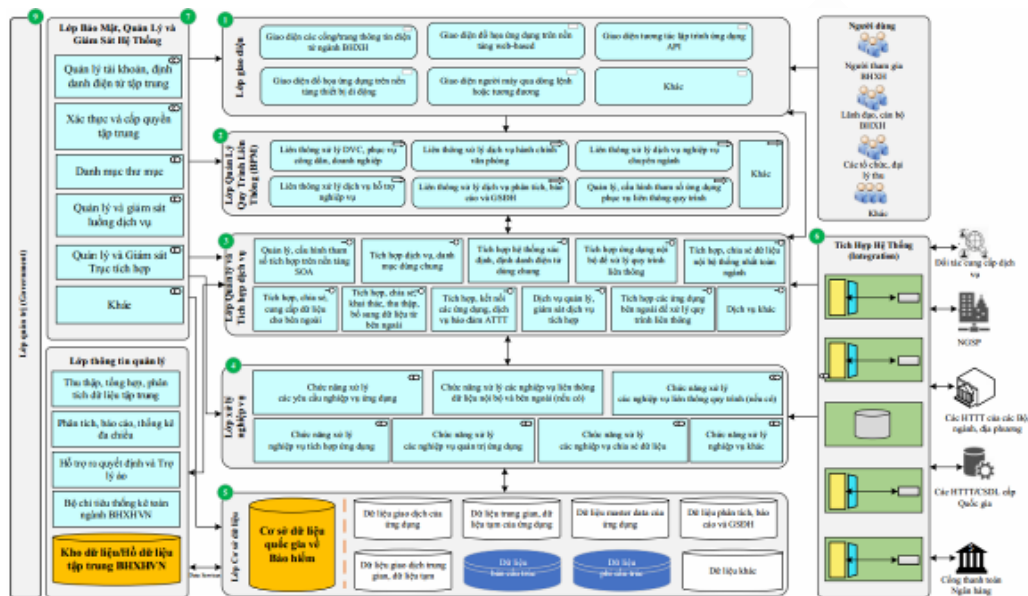 9
7
1
Lớp quản trị (Government)
Lớp Bảo Mật, Quản Lý và
Giám Sát Hệ Thống
Quản lý tài khoản, định
danh điện tử tập trung
Xác thực và cấp quyền
tập trung
Danh mục thư mục
Quản lý và giám sát
luồng dịch vụ
Quản lý và Giám sát
Trục tích hợp
Khác
Lớp thông tin quản lý
Thu thập, tổng hợp, phân
tích dữ liệu tập trung
Phân tích, báo cáo, thống kê
đa chiều
Hỗ trợ ra quyết định và Trợ
lý ảo
Bộ chỉ tiêu thống kê toàn
ngành BHXHVN
Kho dữ liệu/Hồ dữ liệu
tập trung BHXHVN
Lớp giao diện
Giao diện các cổng/trang thông tin điện
tử ngành BHXH
Giao diện đồ họa ứng dụng trên nền
tảng web-based
Giao diện tương tác lập trình ứng dụng
API
Giao diện đồ họa ứng dụng trên nền
tảng thiết bị di động
Giao diện người máy qua dòng lệnh
hoặc tương đương
Khác
2
Lớp Quản Lý
Quy Trình Liên
Thông (BPM)
Liên thông xử lý DVC, phục vụ
công dân, doanh nghiệp
Liên thông xử lý dịch vụ hành chính
văn phòng
Liên thông xử lý dịch vụ nghiệp vụ
chuyên ngành
Liên thông xử lý dịch vụ hỗ trợ
nghiệp vụ
Liên thông xử lý dịch vụ phân tích, báo
cáo và GSĐH
Quản lý, cấu hình tham số ứng dụng
phục vụ liên thông quy trình
Khác
3
Lớp Quản lý và
Tích hợp dịch vụ
Quản lý, cấu hình tham
số tích hợp trên nền tảng
SOA
Tích hợp dịch vụ, danh
mục dùng chung
Tích hợp hệ thống xác
định, định danh điện tử
dùng chung
Tích hợp ứng dụng nội
bộ để xử lý quy trình
liên thông
Tích hợp, chia sẻ dữ liệu
nội bộ thống nhất toàn
ngành
Tích hợp, chia sẻ,
cung cấp dữ liệu
cho bên ngoài
Tích hợp, chia sẻ,
khai thác, thu thập,
bổ sung dữ liệu từ
bên ngoài
Tích hợp, kết nối
các ứng dụng, dịch
vụ bảo đảm ATTT
Dịch vụ quản lý,
giám sát dịch vụ
tích hợp
Tích hợp các ứng dụng
bên ngoài để xử lý quy
trình liên thông
Dịch vụ khác
4
Lớp xử lý
nghiệp vụ
Chức năng xử lý
các yêu cầu nghiệp vụ ứng dụng
Chức năng xử lý các nghiệp vụ liên thông
dữ liệu nội bộ và bên ngoài (nếu có)
Chức năng xử lý
các nghiệp vụ liên thông quy trình (nếu có)
Chức năng xử lý
nghiệp vụ tích hợp ứng dụng
Chức năng xử lý
các nghiệp vụ quản trị ứng dụng
Chức năng xử lý
các nghiệp vụ chia sẻ dữ liệu
Chức năng xử lý
nghiệp vụ khác
5
Lớp Cơ sở dữ liệu
Cơ sở dữ liệu
quốc gia về
Bảo hiểm
Dữ liệu giao dịch của
ứng dụng
Dữ liệu trung gian, dữ
liệu tạm của ứng dụng
Dữ liệu master data của
ứng dụng
Dữ liệu phân tích, báo
cáo và GSĐH
Dữ liệu giao dịch trung
gian, dữ liệu tạm
Dữ liệu
bán cấu trúc
Dữ liệu
phi cấu trúc
Dữ liệu khác
Người dùng
Người tham gia
BHXH
Lãnh đạo, cán bộ
BHXH
Các tổ chức, đại
lý thu
Khác
6
Tích Hợp Hệ Thống
(Integration)
Đối tác cung cấp dịch
vụ
NGSP
Các HTTT của các Bộ,
ngành, địa phương
Các HTTT/CSDL cấp
Quốc gia
Cổng thanh toán
Ngân hàng